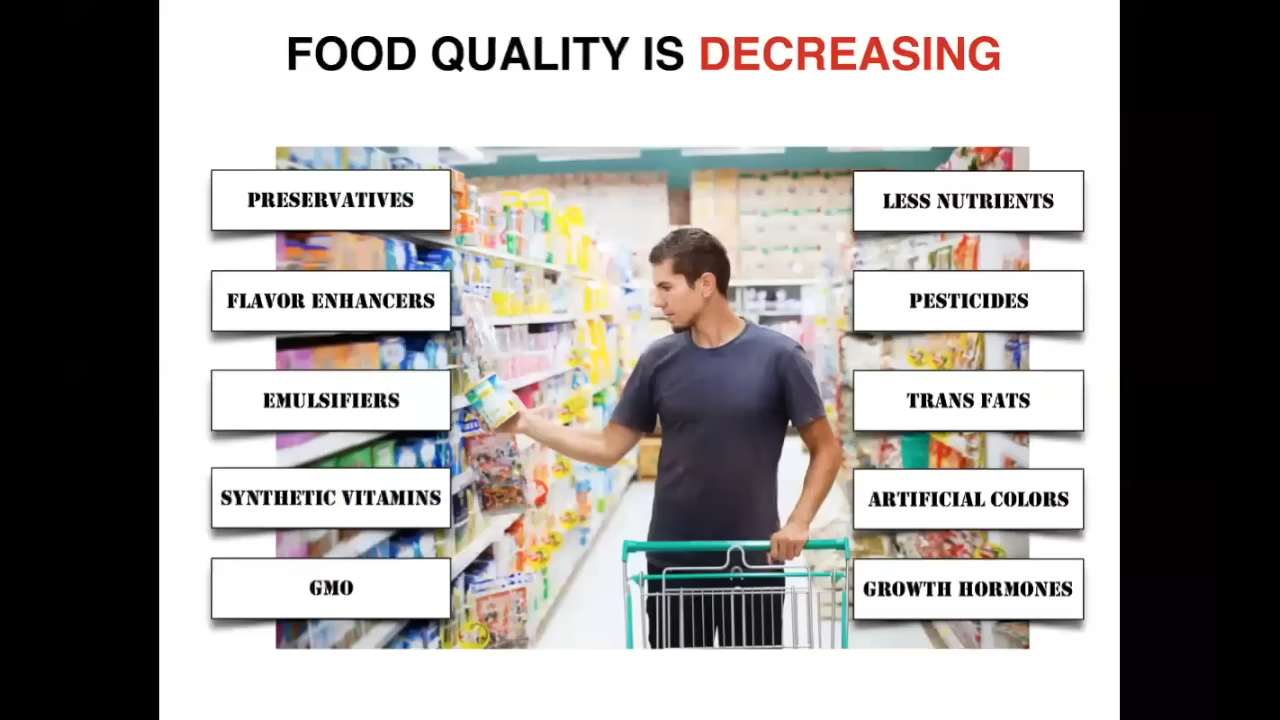 FOOD QUALITY IS DECREASING
PRESERVATIVES
FLAVOR ENHANCERS
EMULSIFIERS
SYNTHETIC VITAMINS
GMO
LESS NUTRIENTS
PESTICIDES
TRANS FATS
ARTIFICIAL COLORS
GROWTH HORMONES